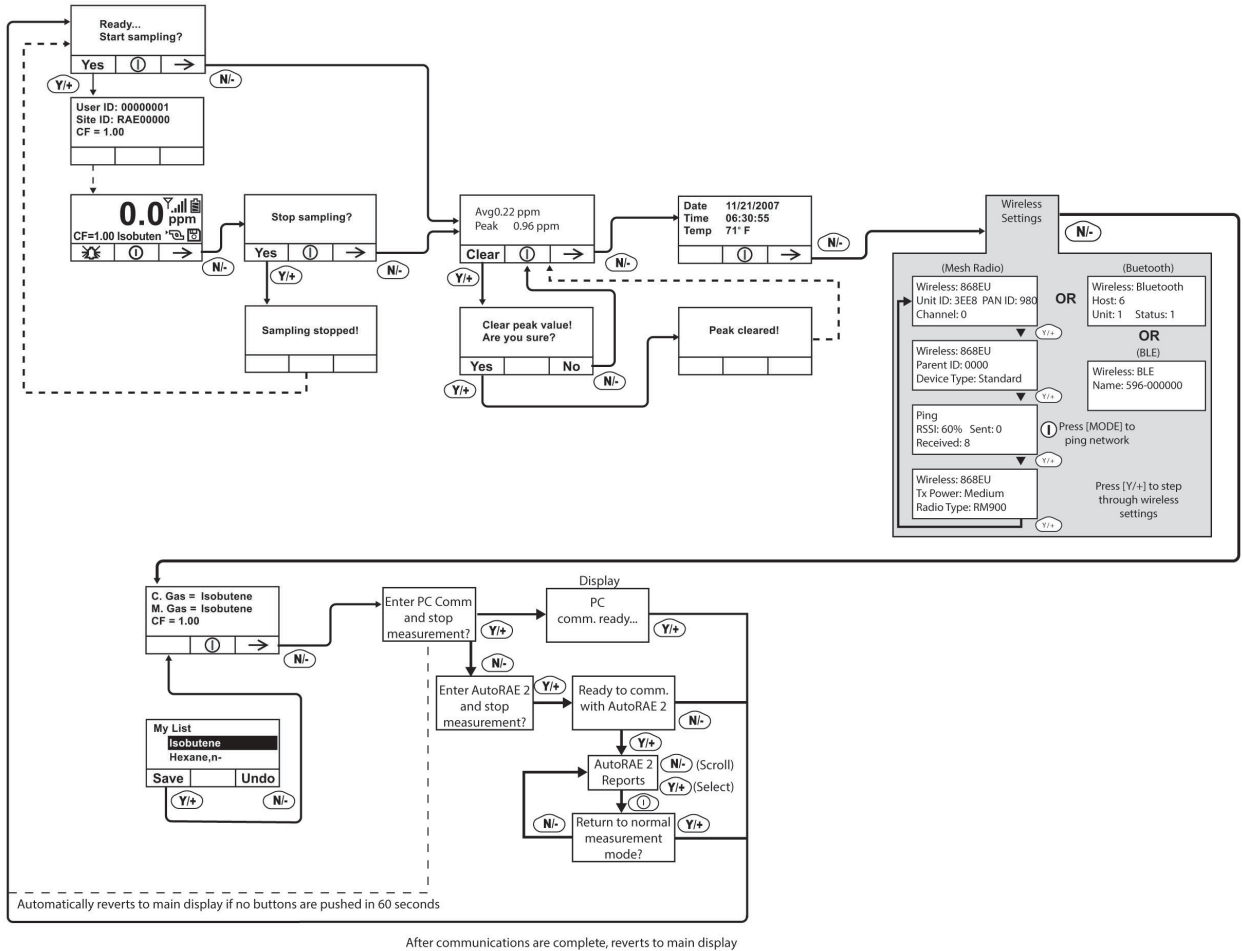 Ready...
Start sampling?
Yes
N/-
Y/+
User ID: 00000001
Site ID: RAE00000
CF = 1.00
0.0
ppm
CF=1.00 Isobuten
N/-
Stop sampling?
Yes
Y/+
N/-
Sampling stopped!
Avg0.22 ppm
Peak 0.96 ppm
Clear
Y/+
N/-
Clear peak value!
Are you sure?
Yes No
Y/+
N/-
Peak cleared!
Date 11/21/2007
Time 06:30:55
Temp 71° F
N/-
Wireless
Settings
N/-
(Mesh Radio)
Wireless: 868EU
Unit ID: 3EE8 PAN ID: 980
Channel: 0
Y/+
Wireless: 868EU
Parent ID: 0000
Device Type: Standard
Y/+
Ping
RSSI: 60% Sent: 0
Received: 8
Y/+
Wireless: 868EU
Tx Power: Medium
Radio Type: RM900
Y/+
OR
(Buetooth)
Wireless: Bluetooth
Host: 6
Unit: 1 Status: 1
OR
(BLE)
Wireless: BLE
Name: 596-000000
Press [MODE] to
ping network
Press [Y/+] to step
through wireless
settings
C. Gas = Isobutene
M. Gas = Isobutene
CF = 1.00
N/-
My List
Isobutene
Hexane,n-
Save Undo
Y/+
N/-
Enter PC Comm
and stop
measurement?
Y/+
N/-
Display
PC
comm. ready...
Y/+
Enter AutoRAE 2
and stop
measurement?
Y/+
Ready to comm.
with AutoRAE 2
N/-
Y/+
AutoRAE 2
Reports
N/- (Scroll)
Y/+ (Select)
Return to normal
measurement
mode?
N/-
Y/+
Automatically reverts to main display if no buttons are pushed in 60 seconds
After communications are complete, reverts to main display